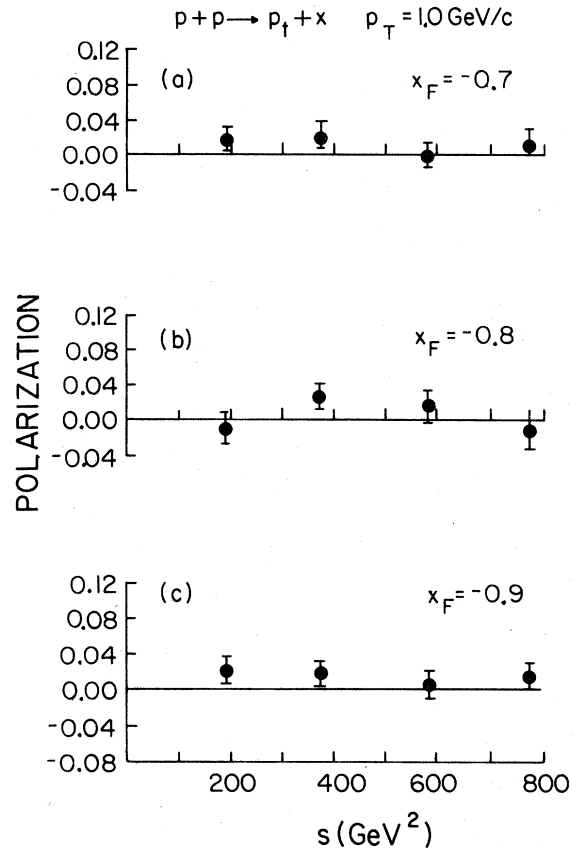 p+p → p↑+x   p_T = 1.0 GeV/c
0.12
(a)   x_F = -0.7
0.08
0.04
0.00
-0.04
POLARIZATION
0.12
(b)   x_F = -0.8
0.08
0.04
0.00
-0.04
0.12
(c)   x_F = -0.9
0.08
0.04
0.00
-0.04
-0.08
200 400 600 800
s (GeV²)